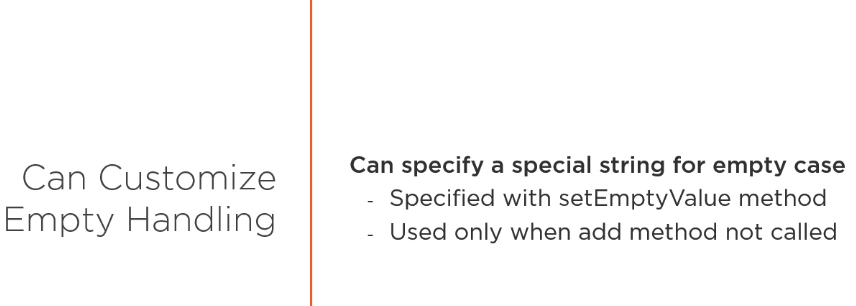 Can Customize
Empty Handling
Can specify a special string for empty case
- Specified with setEmptyValue method
- Used only when add method not called